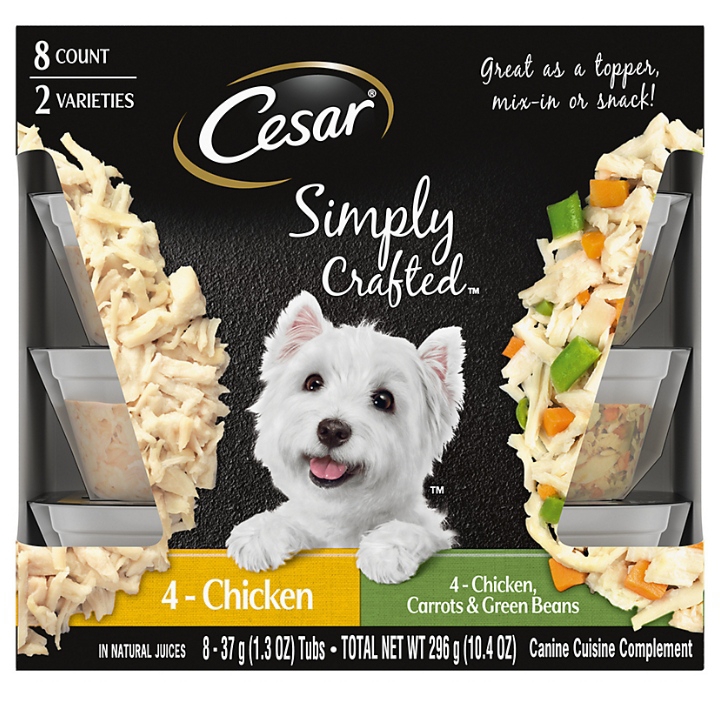 8 COUNT
2 VARIETIES
Great as a topper,
mix-in or snack!
Cesar®
Simply
Crafted™
™
4 - Chicken
4 - Chicken,
Carrots & Green Beans
IN NATURAL JUICES 8 - 37 g (1.3 OZ) Tubs • TOTAL NET WT 296 g (10.4 OZ) Canine Cuisine Complement